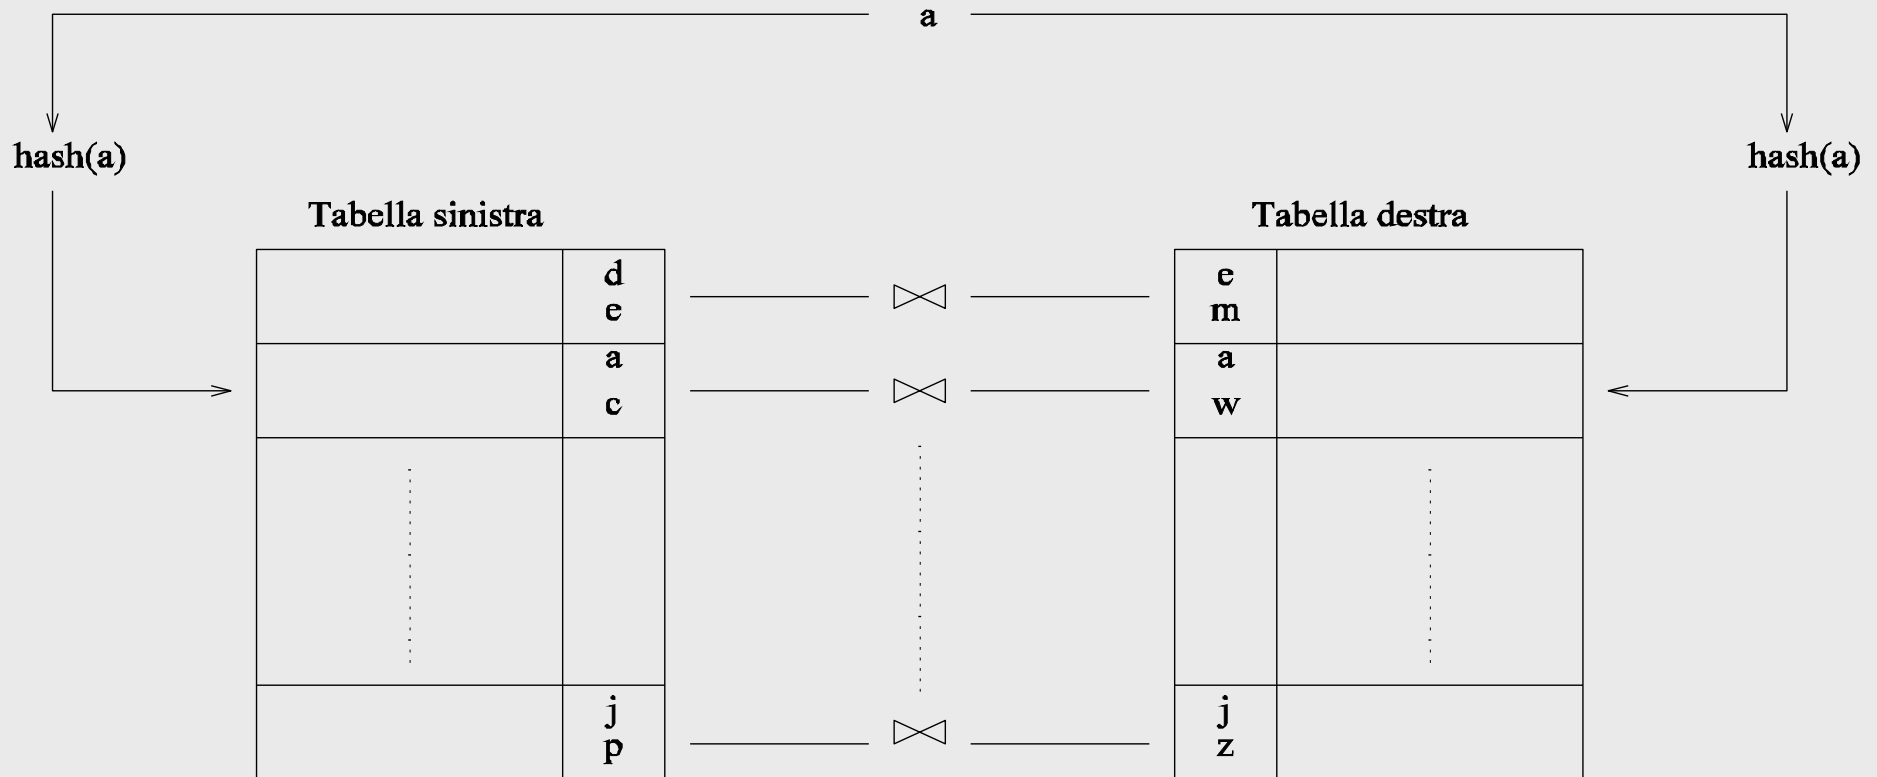 a
hash(a) hash(a)
Tabella sinistra Tabella destra
d e
e m
a a
c w
j j
p z